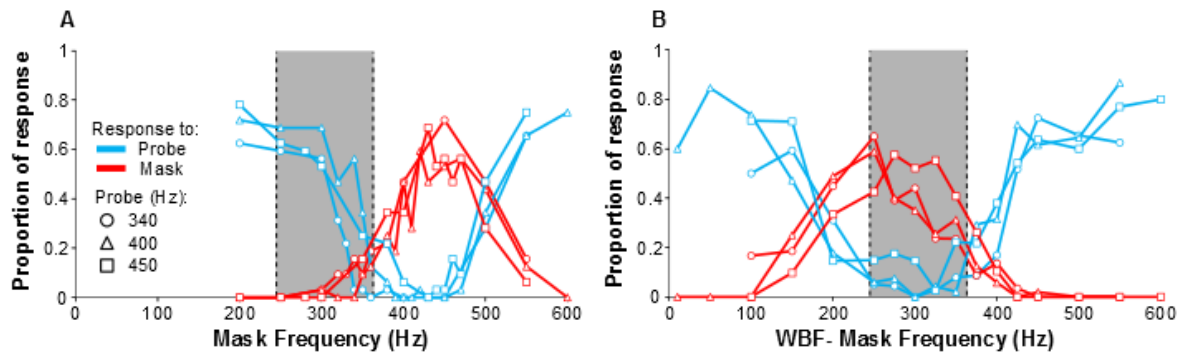 A
Proportion of response
1
0.8
0.6
0.4
0.2
0
Response to:
Probe
Mask
Probe (Hz):
340
400
450
0 100 200 300 400 500 600
Mask Frequency (Hz)
B
Proportion of response
1
0.8
0.6
0.4
0.2
0
0 100 200 300 400 500 600
WBF- Mask Frequency (Hz)